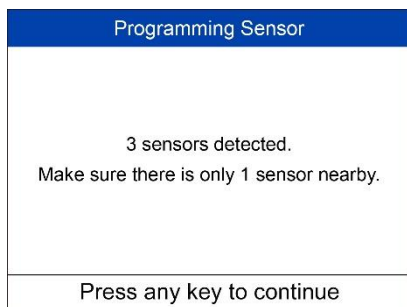 Programming Sensor
3 sensors detected.
Make sure there is only 1 sensor nearby.
Press any key to continue